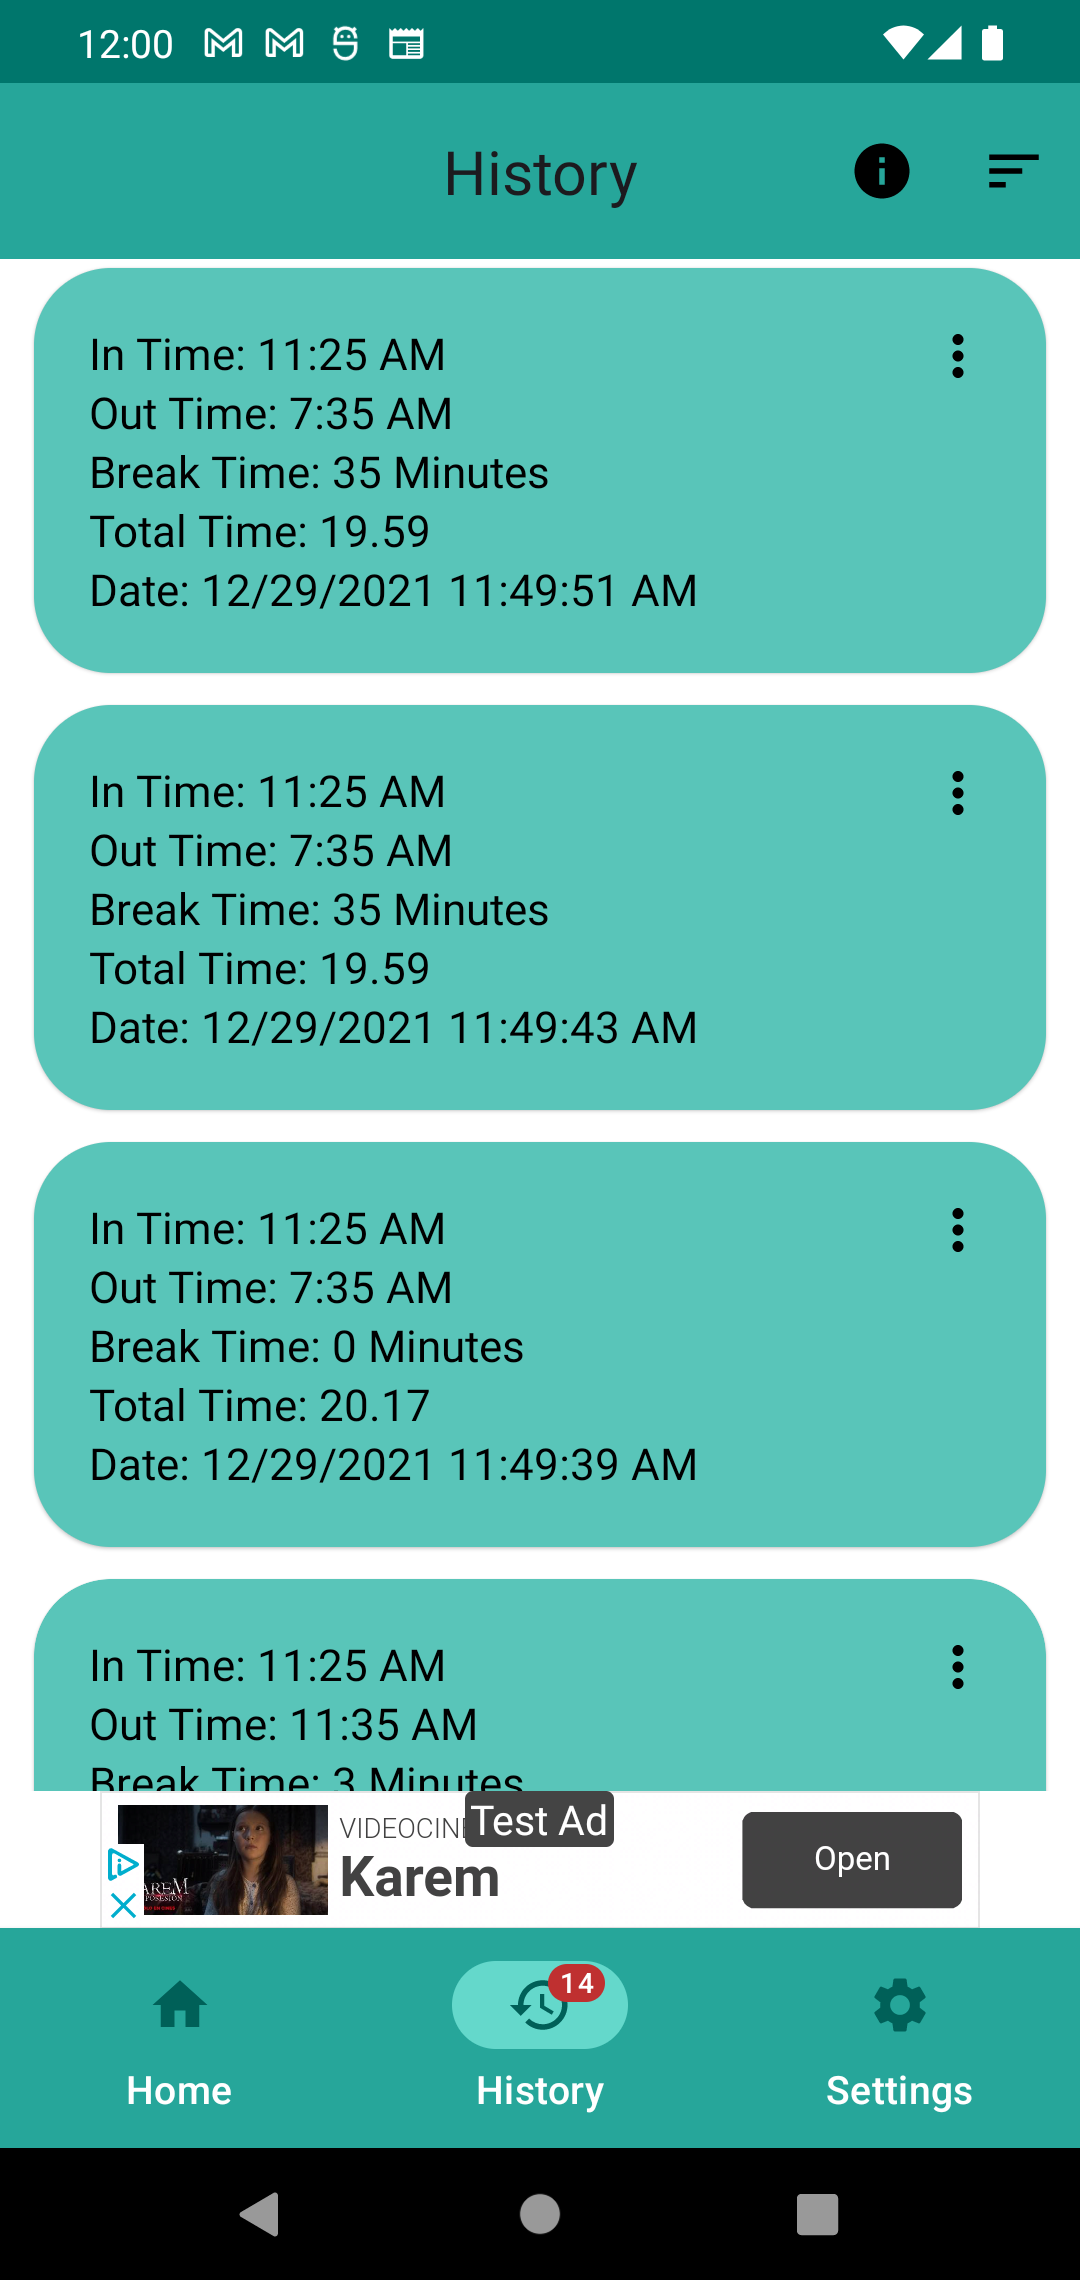 12:00
History
In Time: 11:25 AM
Out Time: 7:35 AM
Break Time: 35 Minutes
Total Time: 19.59
Date: 12/29/2021 11:49:51 AM
In Time: 11:25 AM
Out Time: 7:35 AM
Break Time: 35 Minutes
Total Time: 19.59
Date: 12/29/2021 11:49:43 AM
In Time: 11:25 AM
Out Time: 7:35 AM
Break Time: 0 Minutes
Total Time: 20.17
Date: 12/29/2021 11:49:39 AM
In Time: 11:25 AM
Out Time: 11:35 AM
Break Time: 3 Minutes
Test Ad
VIDEOCINE
Karem
Open
14
Home
History
Settings